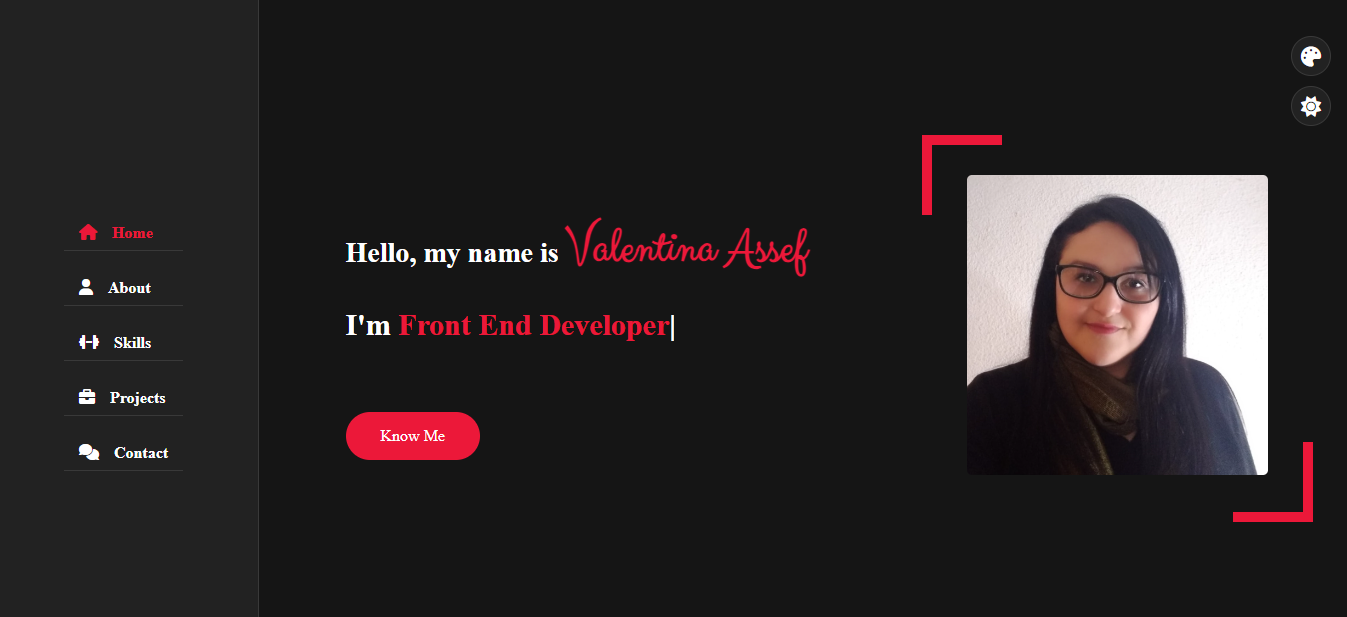 Home
About
Skills
Projects
Contact
Hello, my name is Valentina Assef
I'm Front End Developer|
Know Me